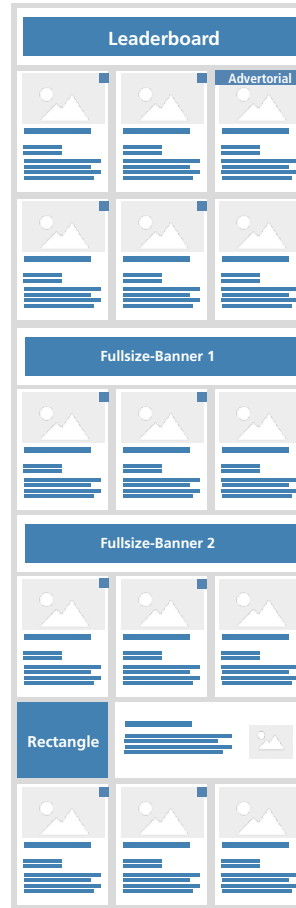 Leaderboard
Advertorial
Fullsize-Banner 1
Fullsize-Banner 2
Rectangle